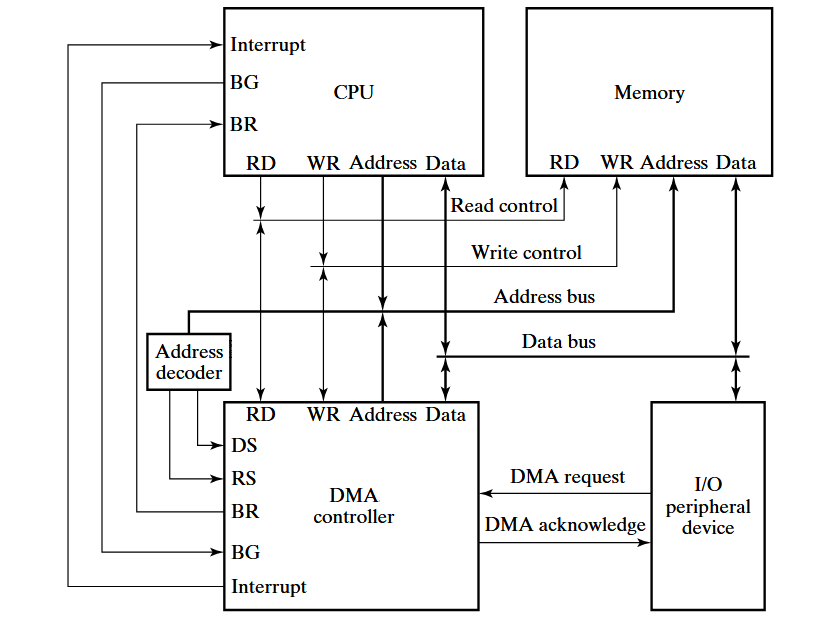 Interrupt
BG
CPU
Memory
BR
RD WR Address Data
RD WR Address Data
Read control
Write control
Address bus
Data bus
Address
decoder
RD WR Address Data
DS
RS
BR
BG
Interrupt
DMA
controller
DMA request
DMA acknowledge
I/O
peripheral
device